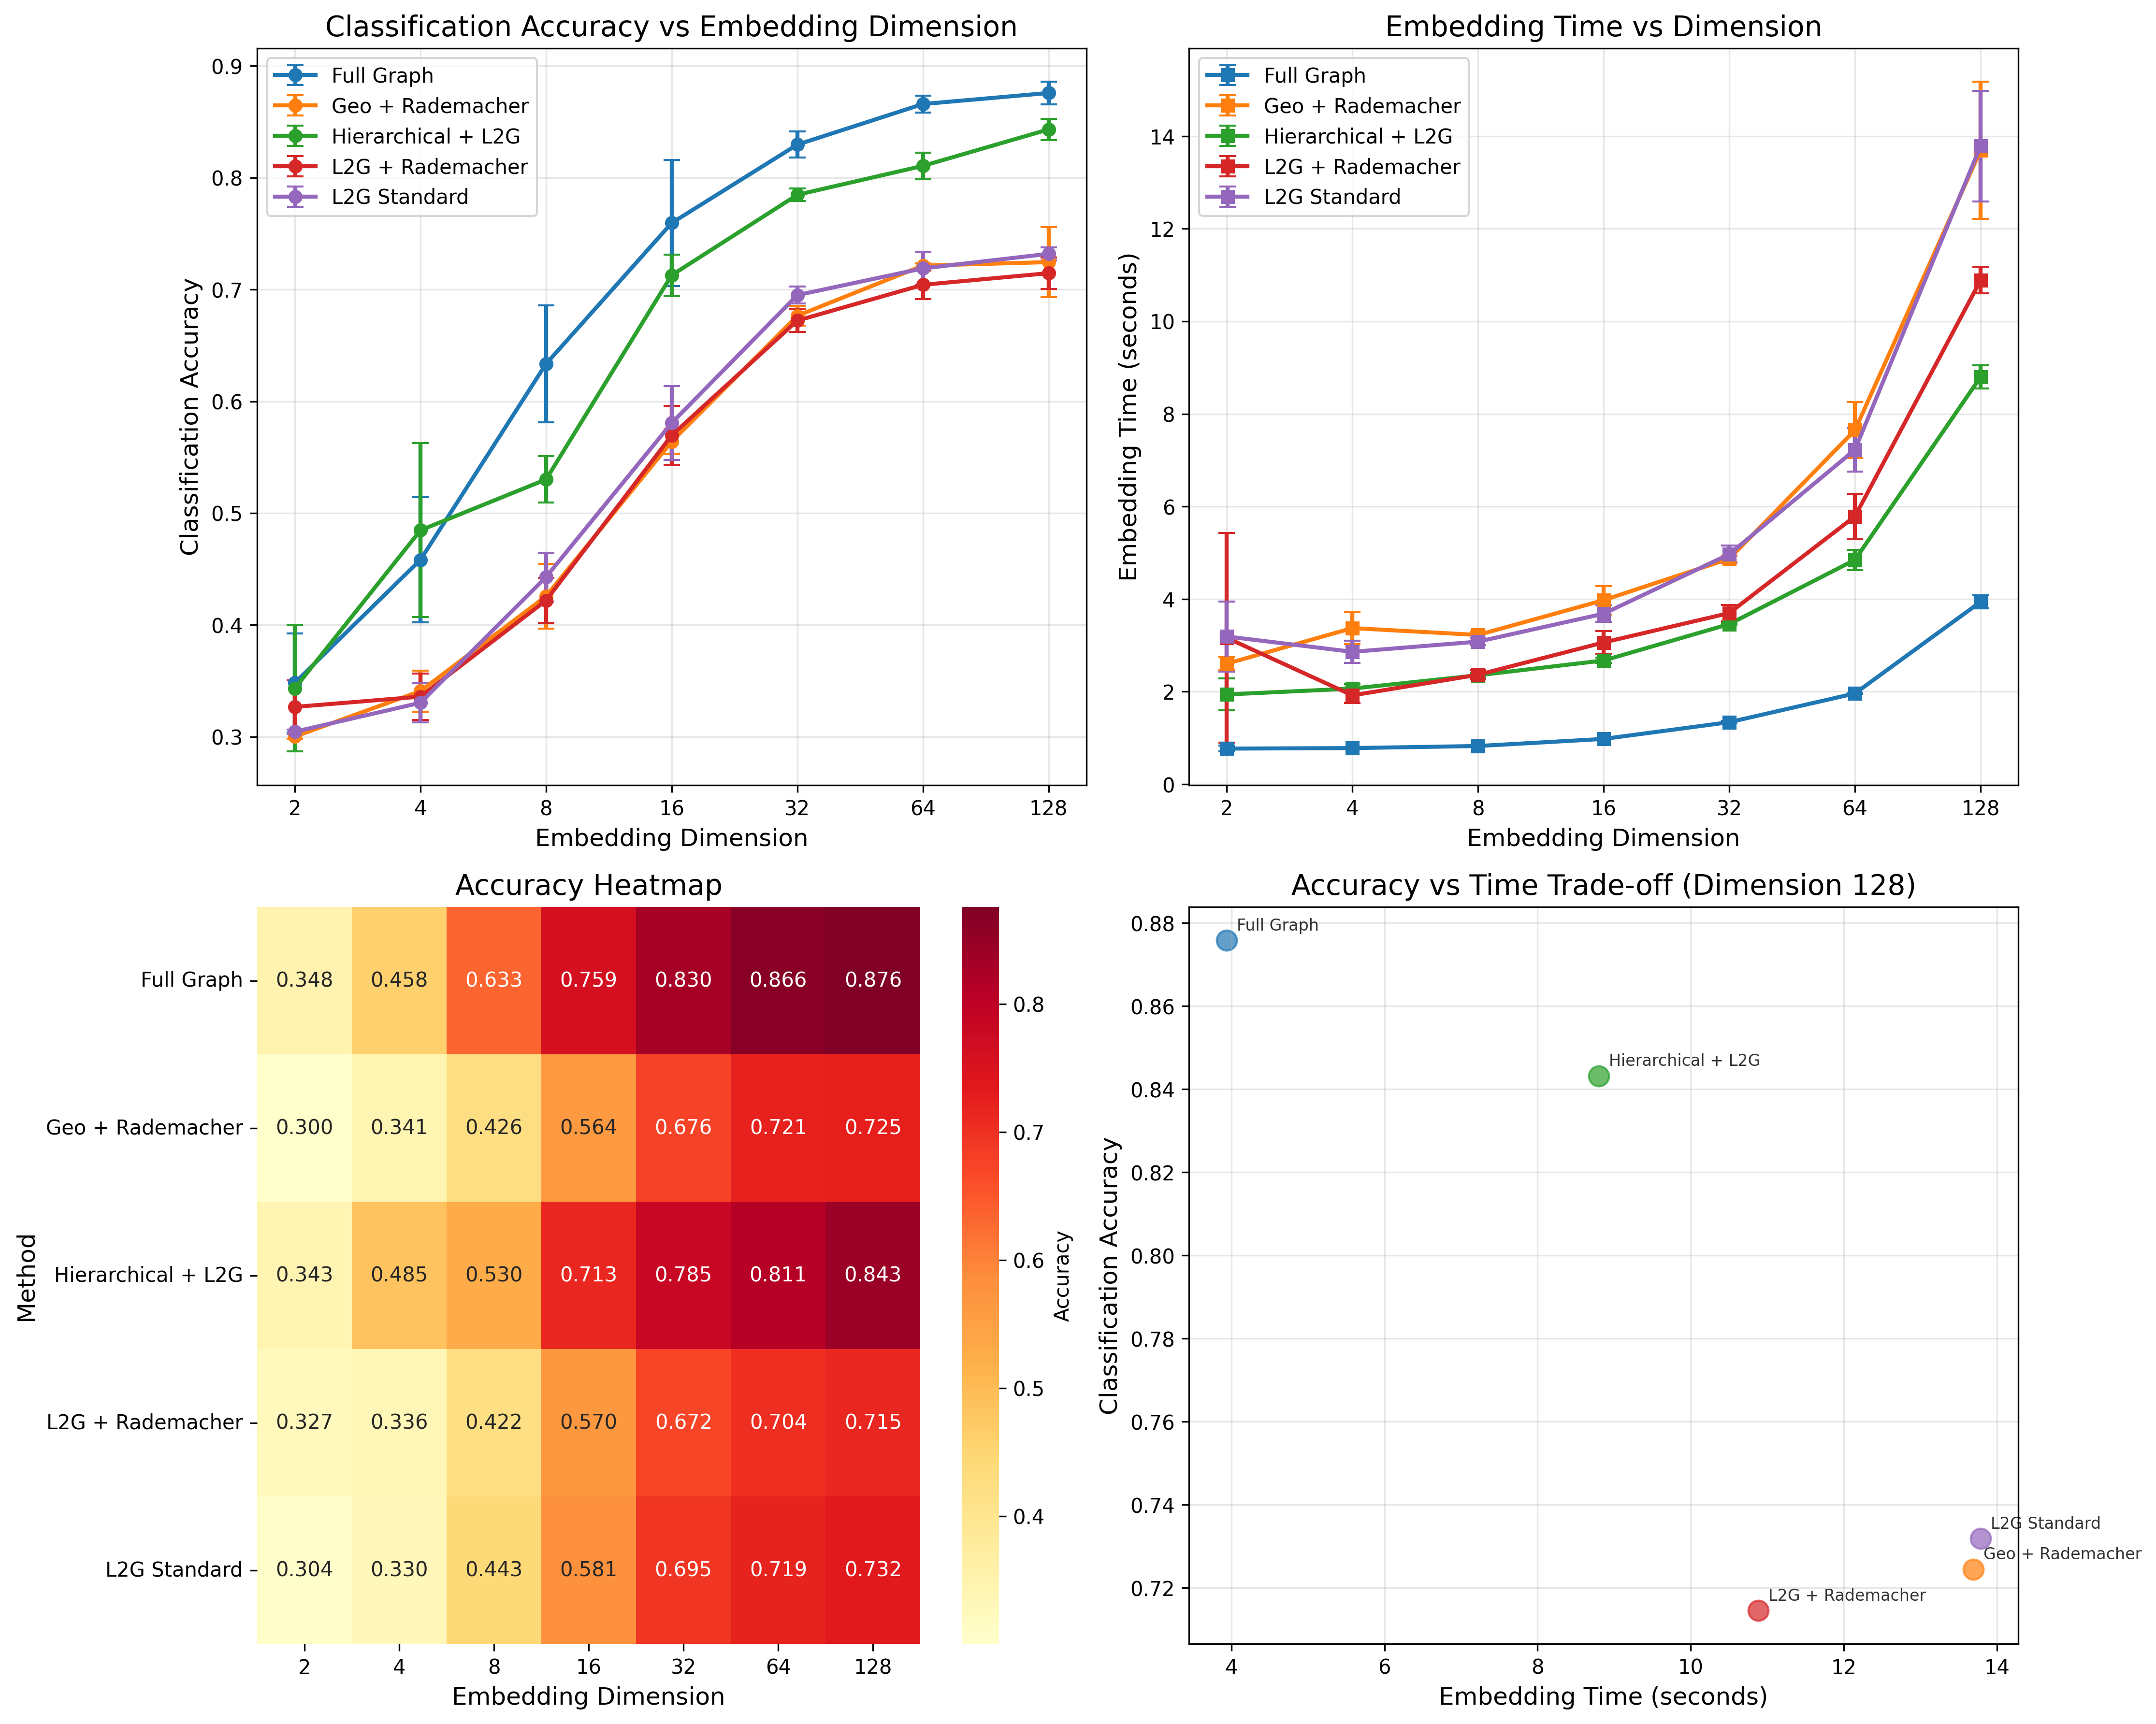 Classification Accuracy vs Embedding Dimension
Classification Accuracy
0.9
0.8
0.7
0.6
0.5
0.4
0.3
Full Graph
Geo + Rademacher
Hierarchical + L2G
L2G + Rademacher
L2G Standard
2 4 8 16 32 64 128
Embedding Dimension
Embedding Time vs Dimension
Embedding Time (seconds)
14
12
10
8
6
4
2
0
Full Graph
Geo + Rademacher
Hierarchical + L2G
L2G + Rademacher
L2G Standard
2 4 8 16 32 64 128
Embedding Dimension
Accuracy Heatmap
Method
Full Graph 0.348 0.458 0.633 0.759 0.830 0.866 0.876
Geo + Rademacher 0.300 0.341 0.426 0.564 0.676 0.721 0.725
Hierarchical + L2G 0.343 0.485 0.530 0.713 0.785 0.811 0.843
L2G + Rademacher 0.327 0.336 0.422 0.570 0.672 0.704 0.715
L2G Standard 0.304 0.330 0.443 0.581 0.695 0.719 0.732
2 4 8 16 32 64 128
Embedding Dimension
0.8
0.7
0.6
0.5
0.4
Accuracy
Accuracy vs Time Trade-off (Dimension 128)
Classification Accuracy
0.88
0.86
0.84
0.82
0.80
0.78
0.76
0.74
0.72
Full Graph
Hierarchical + L2G
L2G Standard
Geo + Rademacher
L2G + Rademacher
4 6 8 10 12 14
Embedding Time (seconds)